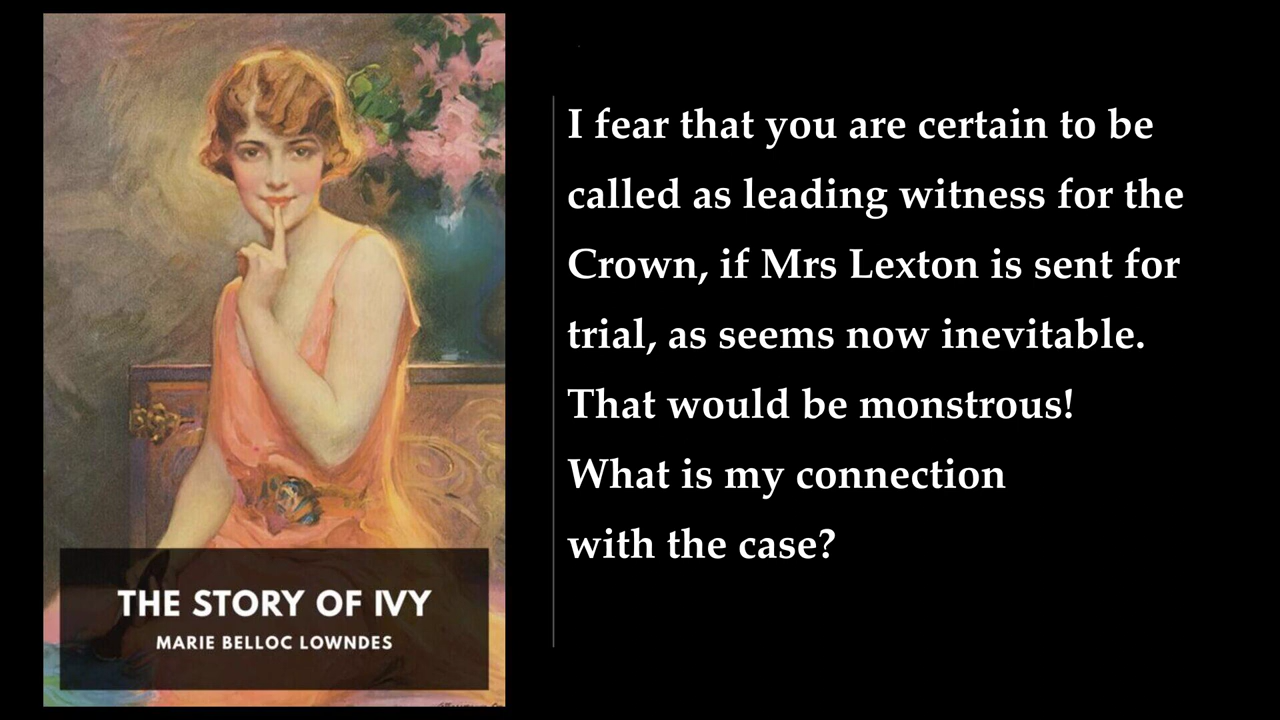 THE STORY OF IVY
MARIE BELLOC LOWNDES
I fear that you are certain to be
called as leading witness for the
Crown, if Mrs Lexton is sent for
trial, as seems now inevitable.
That would be monstrous!
What is my connection
with the case?